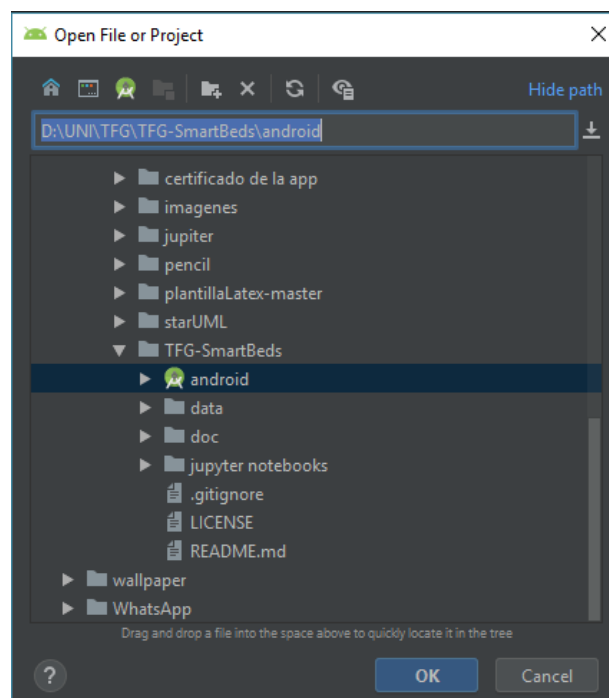 Open File or Project
Hide path
D:\UNI\TFG\TFG-SmartBeds\android
certificado de la app
imagenes
jupiter
pencil
plantillaLatex-master
starUML
TFG-SmartBeds
android
data
doc
jupyter notebooks
.gitignore
LICENSE
README.md
wallpaper
WhatsApp
Drag and drop a file into the space above to quickly locate it in the tree
? OK Cancel